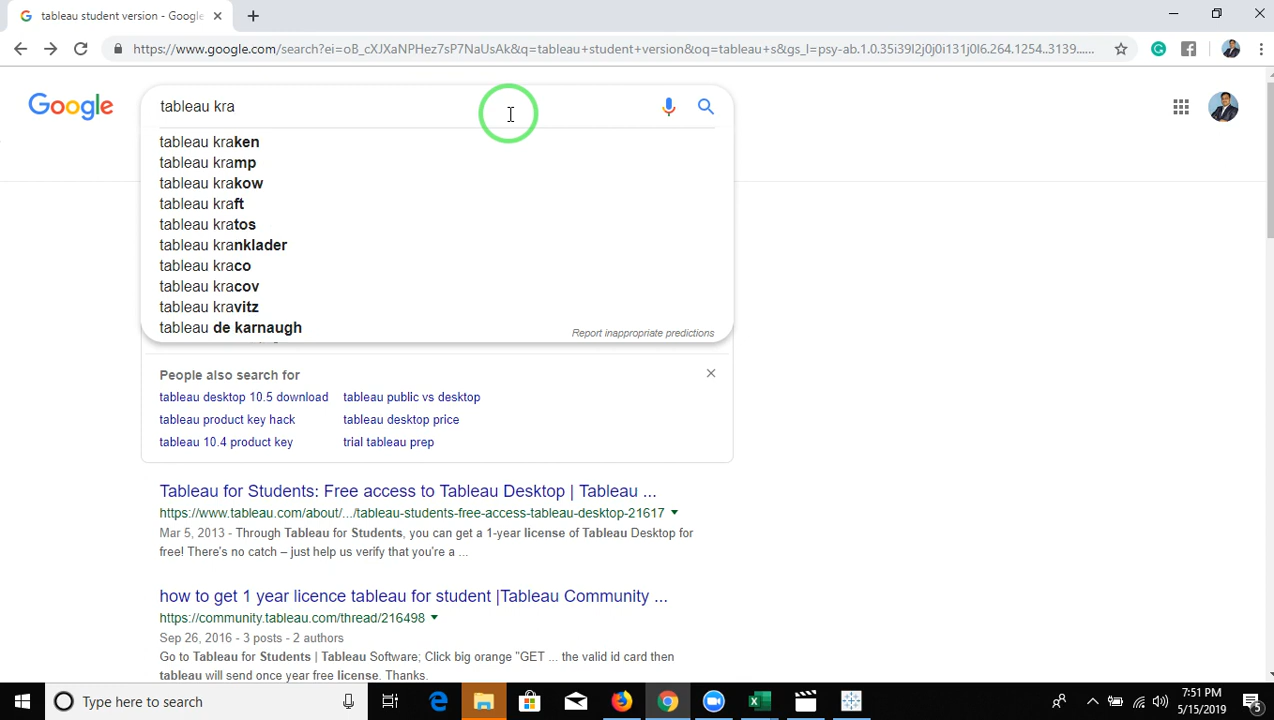 tableau student version - Google
https://www.google.com/search?ei=oB_cXJXaNPHez7sP7NaUsAk&q=tableau+student+version&oq=tableau+s&gs_l=psy-ab.1.0.35i39l2j0j0i131j0l6.264.1254..3139......
Google
tableau kra
tableau kraken
tableau kramp
tableau krakow
tableau kraft
tableau kratos
tableau kranklader
tableau kraco
tableau kracov
tableau kravitz
tableau de karnaugh
Report inappropriate predictions
People also search for
tableau desktop 10.5 download
tableau public vs desktop
tableau product key hack
tableau desktop price
tableau 10.4 product key
trial tableau prep
Tableau for Students: Free access to Tableau Desktop | Tableau ...
https://www.tableau.com/about/.../tableau-students-free-access-tableau-desktop-21617
Mar 5, 2013 - Through Tableau for Students, you can get a 1-year license of Tableau Desktop for
free! There's no catch – just help us verify that you're a ...
how to get 1 year licence tableau for student |Tableau Community ...
https://community.tableau.com/thread/216498
Sep 26, 2016 - 3 posts - 2 authors
Go to Tableau for Students | Tableau Software; Click big orange "GET ... the valid id card then
tableau will send once year free license. Thanks.
Type here to search
7:51 PM
5/15/2019
5